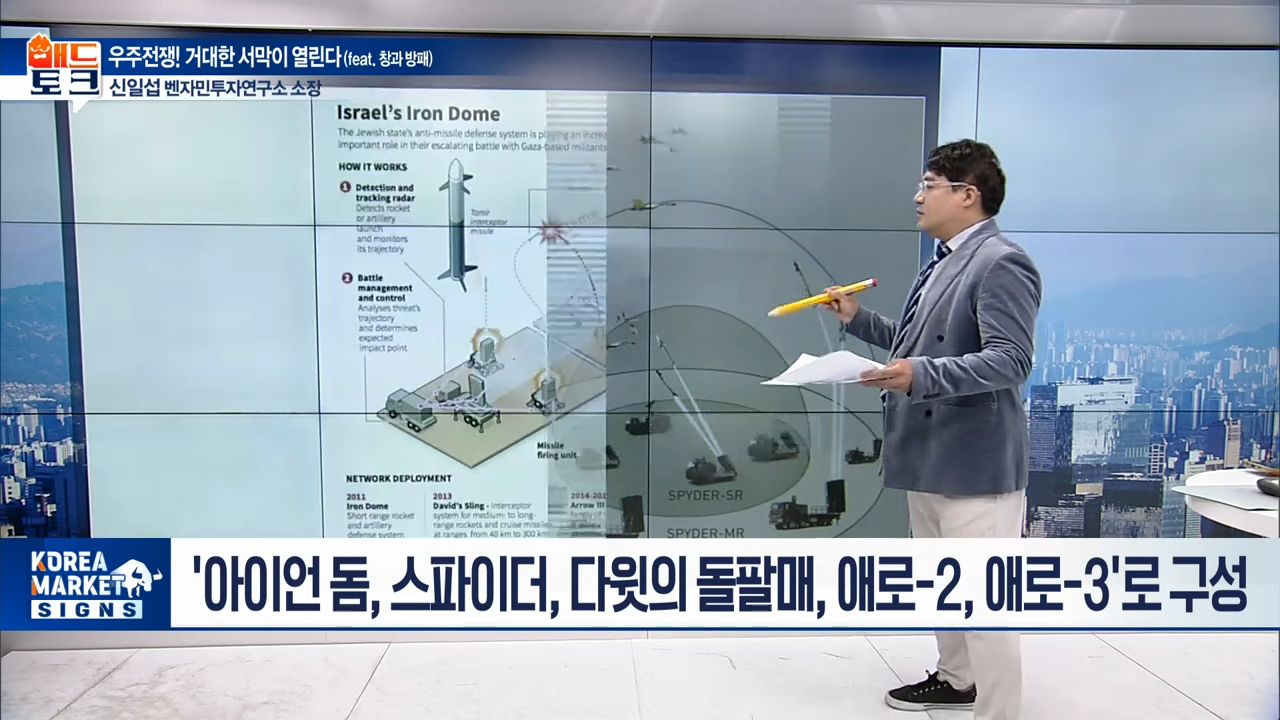 매드
토크
우주전쟁! 거대한 서막이 열린다 (feat. 창과 방패)
신일섭 벤자민투자연구소 소장
Israel's Iron Dome
The Jewish state's anti-missile defense system is playing an
important role in their escalating battle with Gaza-based militants
HOW IT WORKS
1 Detection and
tracking radar
Detects rocket
or artillery
launch
and monitors
its trajectory
Tamir
interceptor
missile
2 Battle
management
and control
Analyses threat's
trajectory
and determines
expected
impact point
Missile
firing unit
NETWORK DEPLOYMENT
2011
Iron Dome
Short range rocket
and artillery
defense system
2013
David's Sling - Interceptor
system for medium- to long-
range rockets and cruise missile
at ranges from 40 km to 300 km
Arrow III
SPYDER-SR
SPYDER-MR
KOREA
MARKET
SIGNS
'아이언 돔, 스파이더, 다윗의 돌팔매, 애로-2, 애로-3'로 구성